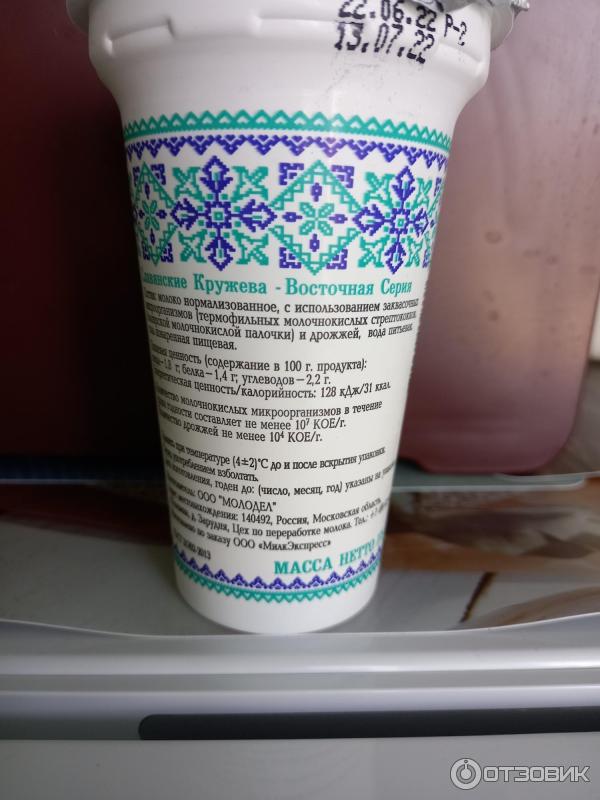 22.06.22 Р-2
13.07.22
Кружева - Восточная Серия
молоко нормализованное, с использованием заквасочных
(термофильных молочнокислых стрептококков,
молочнокислой палочки) и дрожжей, вода питьевая,
пищевая.
ценность (содержание в 100 г. продукта):
г; белка–1,4 г; углеводов–2,2 г.
ценность/калорийность: 128 кДж/31 ккал.
молочнокислых микроорганизмов в течение
годности составляет не менее 10⁷ КОЕ/г.
дрожжей не менее 10⁴ КОЕ/г.
при температуре (4±2)°С до и после вскрытия упаковки.
употреблением взболтать.
годен до: (число, месяц, год) указаны на
ООО "МОЛОДЕЛ"
140492, Россия, Московская область,
д. Зарудня, Цех по переработке молока. Тел.:
по заказу ООО «МилкЭкспресс»
МАССА НЕТТО
ОТЗОВИК